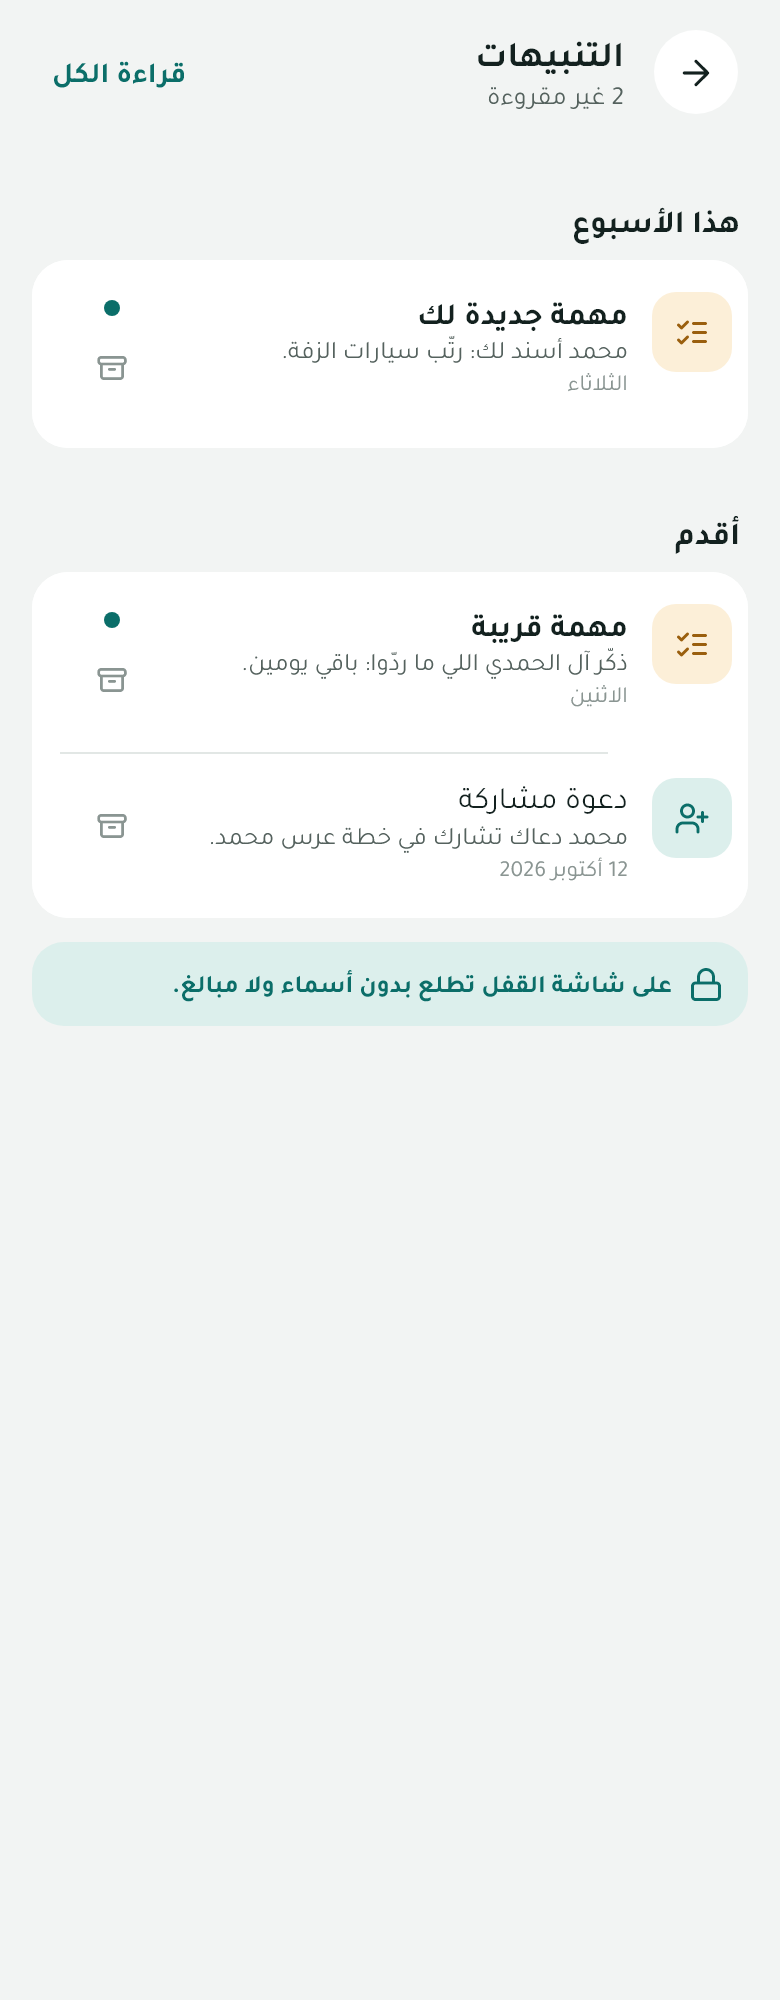 التنبيهات
2 غير مقروءة
قراءة الكل
هذا الأسبوع
مهمة جديدة لك
محمد أسند لك: رتّب سيارات الزفة.
الثلاثاء
أقدم
مهمة قريبة
ذكّر آل الحمدي اللي ما ردّوا: باقي يومين.
الاثنين
دعوة مشاركة
محمد دعاك تشارك في خطة عرس محمد.
12 أكتوبر 2026
على شاشة القفل تطلع بدون أسماء ولا مبالغ.